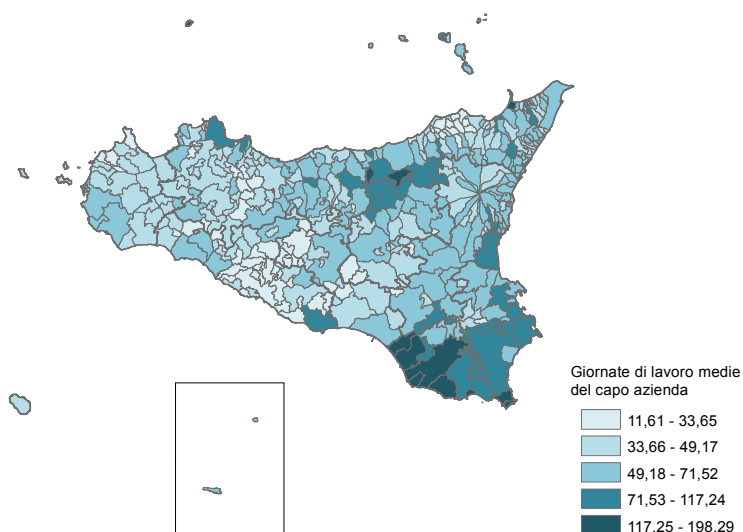 Giornate di lavoro medie
del capo azienda
11,61 - 33,65
33,66 - 49,17
49,18 - 71,52
71,53 - 117,24
117,25 - 198,29